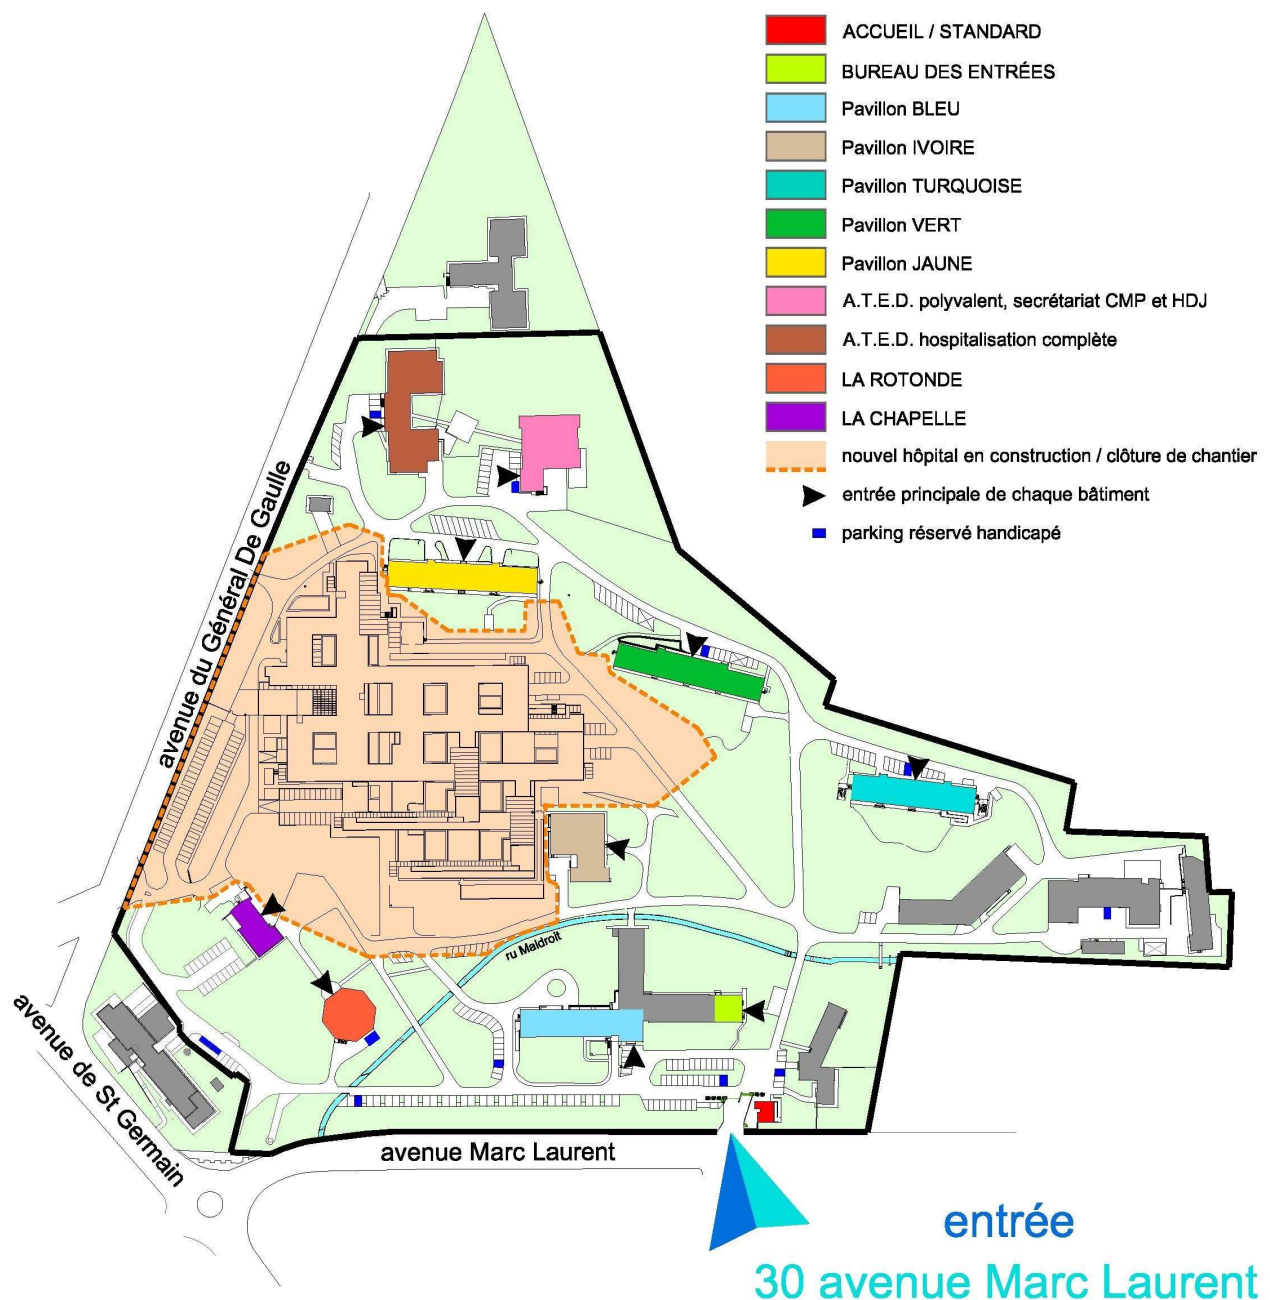 ACCUEIL / STANDARD
BUREAU DES ENTRÉES
Pavillon BLEU
Pavillon IVOIRE
Pavillon TURQUOISE
Pavillon VERT
Pavillon JAUNE
A.T.E.D. polyvalent, secrétariat CMP et HDJ
A.T.E.D. hospitalisation complète
LA ROTONDE
LA CHAPELLE
nouvel hôpital en construction / clôture de chantier
entrée principale de chaque bâtiment
parking réservé handicapé
avenue du Général De Gaulle
ru Maldroit
avenue de St Germain
avenue Marc Laurent
entrée
30 avenue Marc Laurent